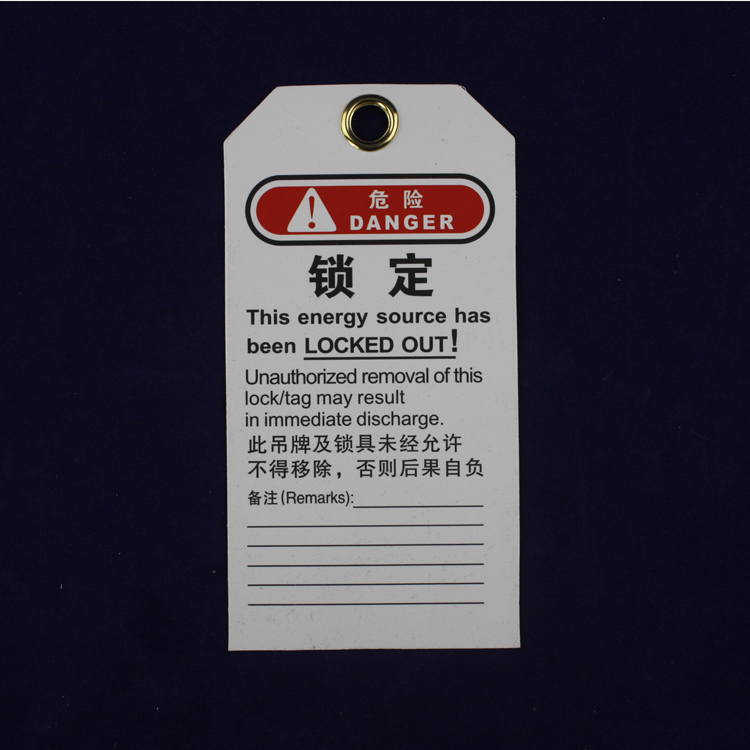 危险
DANGER
锁定
This energy source has
been LOCKED OUT!
Unauthorized removal of this
lock/tag may result
in immediate discharge.
此吊牌及锁具未经允许
不得移除，否则后果自负
备注(Remarks):